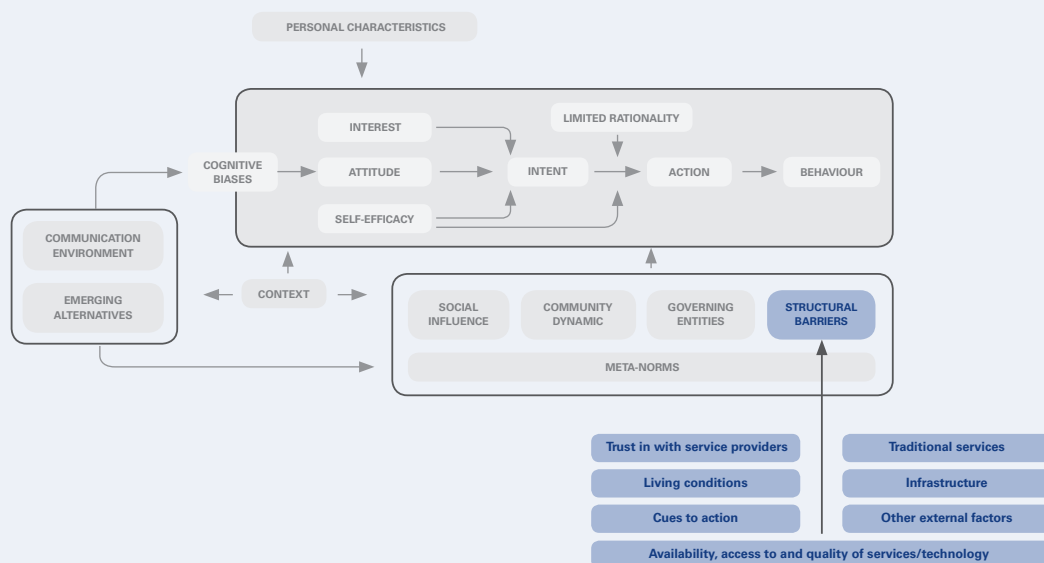 PERSONAL CHARACTERISTICS
INTEREST
LIMITED RATIONALITY
COGNITIVE
BIASES
ATTITUDE
INTENT
ACTION
BEHAVIOUR
SELF-EFFICACY
COMMUNICATION
ENVIRONMENT
EMERGING
ALTERNATIVES
CONTEXT
SOCIAL
INFLUENCE
COMMUNITY
DYNAMIC
GOVERNING
ENTITIES
STRUCTURAL
BARRIERS
META-NORMS
Trust in with service providers
Traditional services
Living conditions
Infrastructure
Cues to action
Other external factors
Availability, access to and quality of services/technology